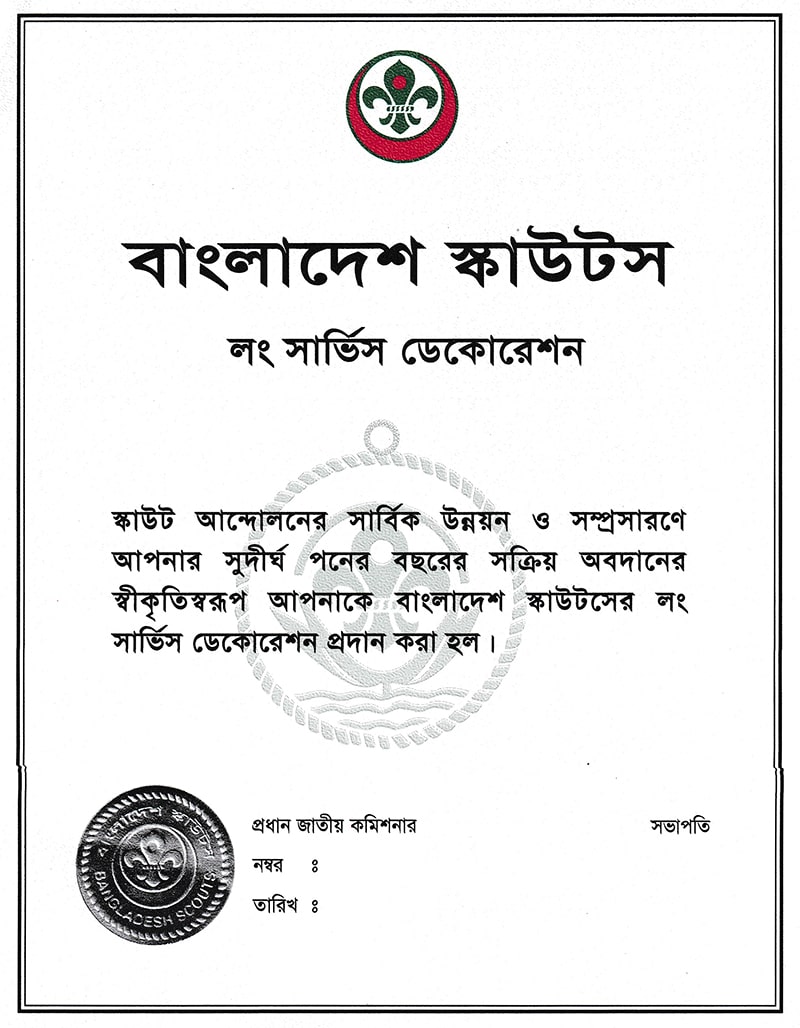 বাংলাদেশ স্কাউটস
লং সার্ভিস ডেকোরেশন
স্কাউট আন্দোলনের সার্বিক উন্নয়ন ও সম্প্রসারণে
আপনার সুদীর্ঘ পনের বছরের সক্রিয় অবদানের
স্বীকৃতিস্বরূপ আপনাকে বাংলাদেশ স্কাউটসের লং
সার্ভিস ডেকোরেশন প্রদান করা হল।
বাংলাদেশ স্কাউটস
BANGLADESH SCOUTS
প্রধান জাতীয় কমিশনার
সভাপতি
নম্বর :
তারিখ :